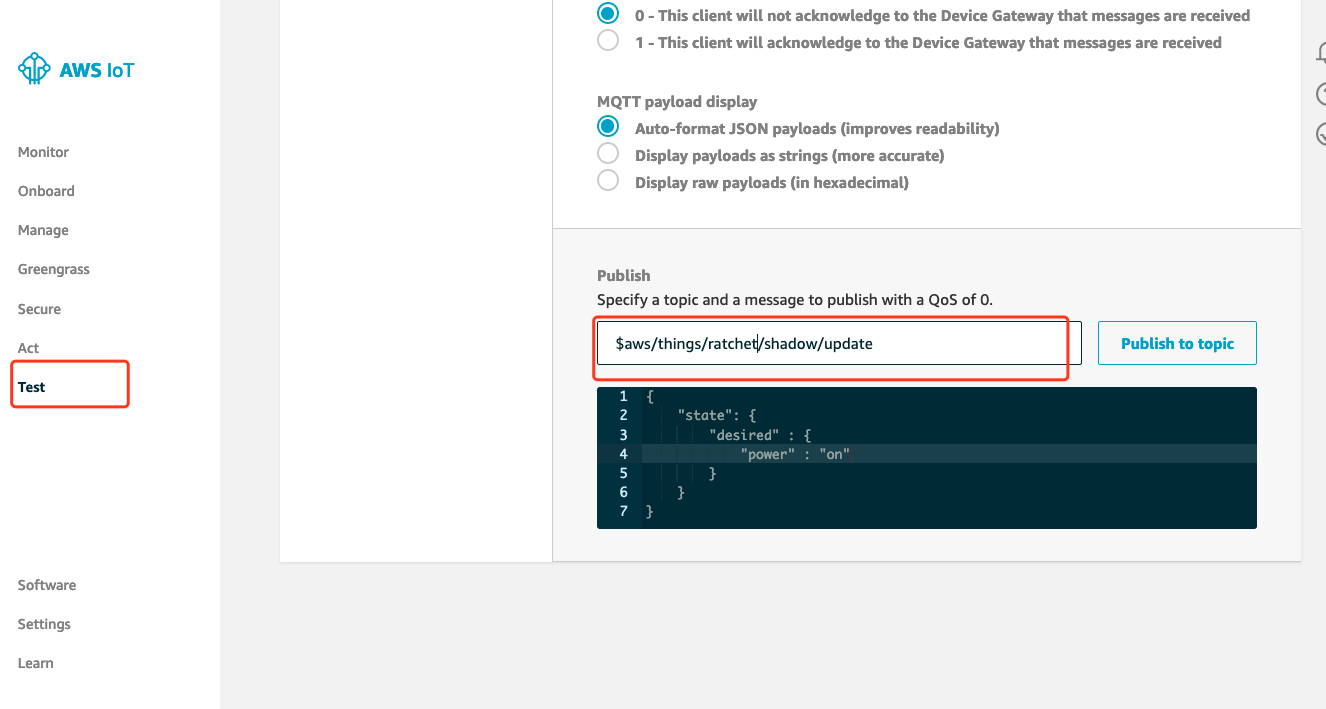 AWS IoT
Monitor
Onboard
Manage
Greengrass
Secure
Act
Test
Software
Settings
Learn
0 - This client will not acknowledge to the Device Gateway that messages are received
1 - This client will acknowledge to the Device Gateway that messages are received
MQTT payload display
Auto-format JSON payloads (improves readability)
Display payloads as strings (more accurate)
Display raw payloads (in hexadecimal)
Publish
Specify a topic and a message to publish with a QoS of 0.
$aws/things/ratchet/shadow/update
Publish to topic
1 {
2 "state": {
3 "desired" : {
4 "power" : "on"
5 }
6 }
7 }